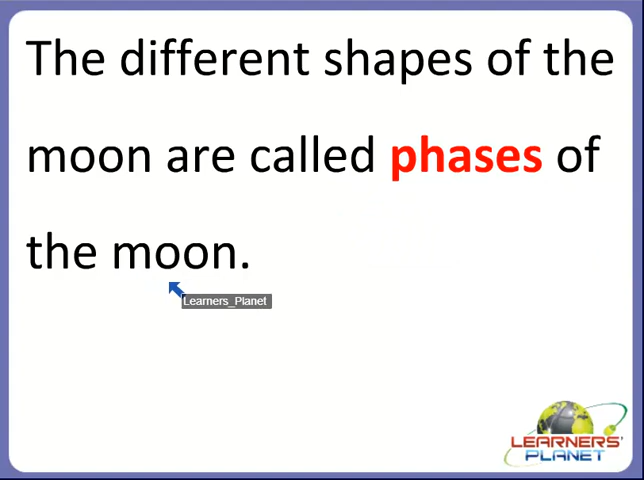 The different shapes of the
moon are called phases of
the moon.
Learners_Planet
LEARNERS'
PLANET